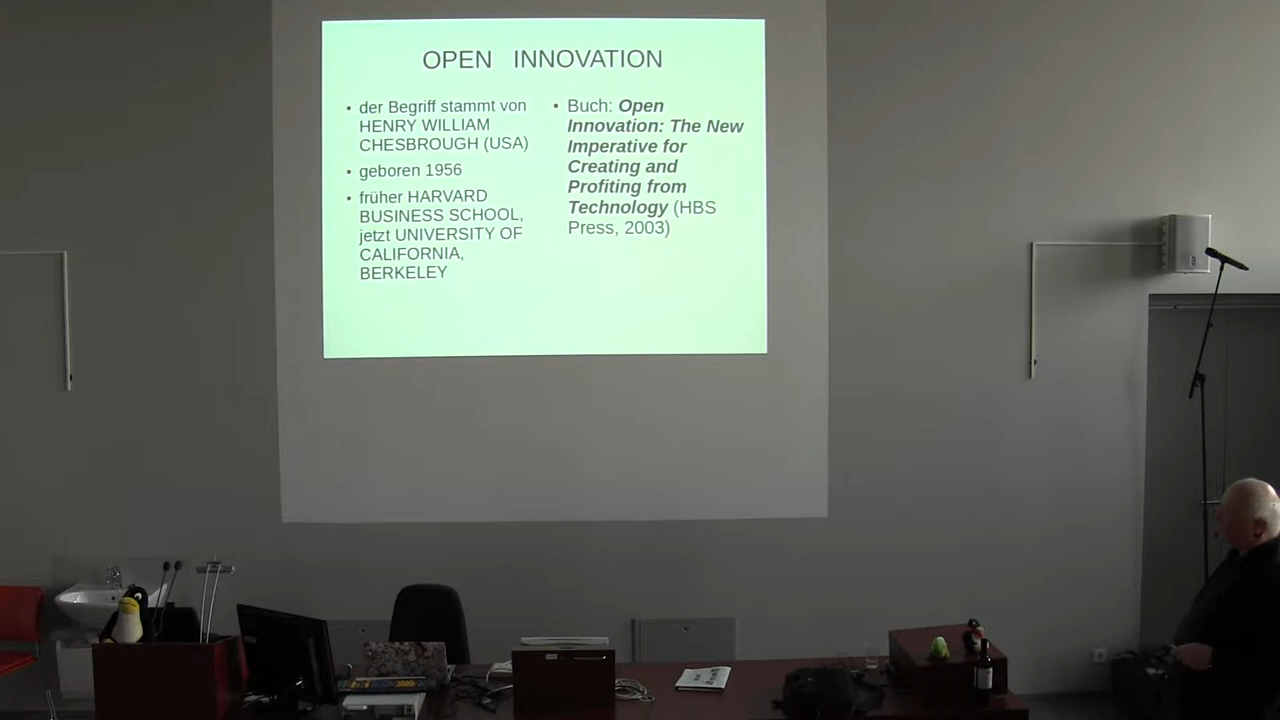 OPEN INNOVATION
• der Begriff stammt von
HENRY WILLIAM
CHESBROUGH (USA)
• geboren 1956
• früher HARVARD
BUSINESS SCHOOL,
jetzt UNIVERSITY OF
CALIFORNIA,
BERKELEY
• Buch: Open
Innovation: The New
Imperative for
Creating and
Profiting from
Technology (HBS
Press, 2003)